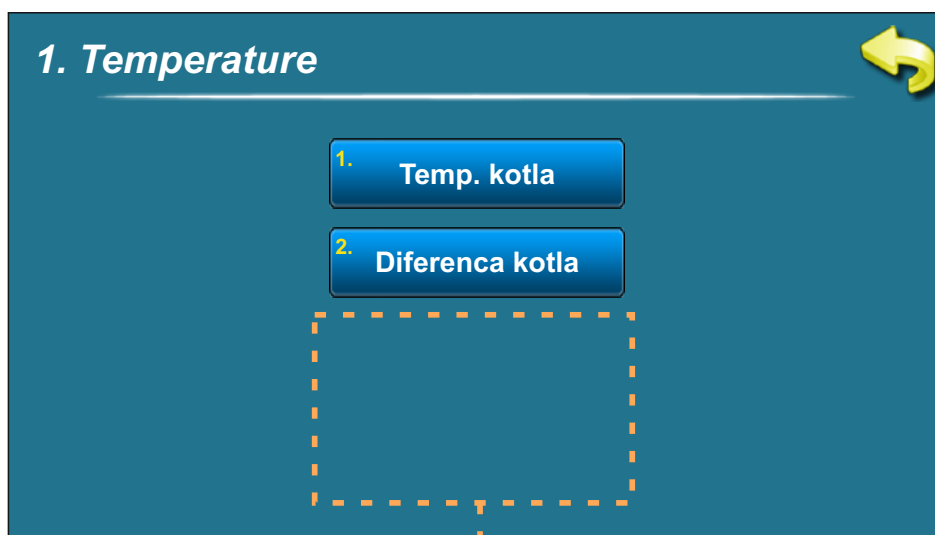 1. Temperature
1. Temp. kotla
2. Diferenca kotla